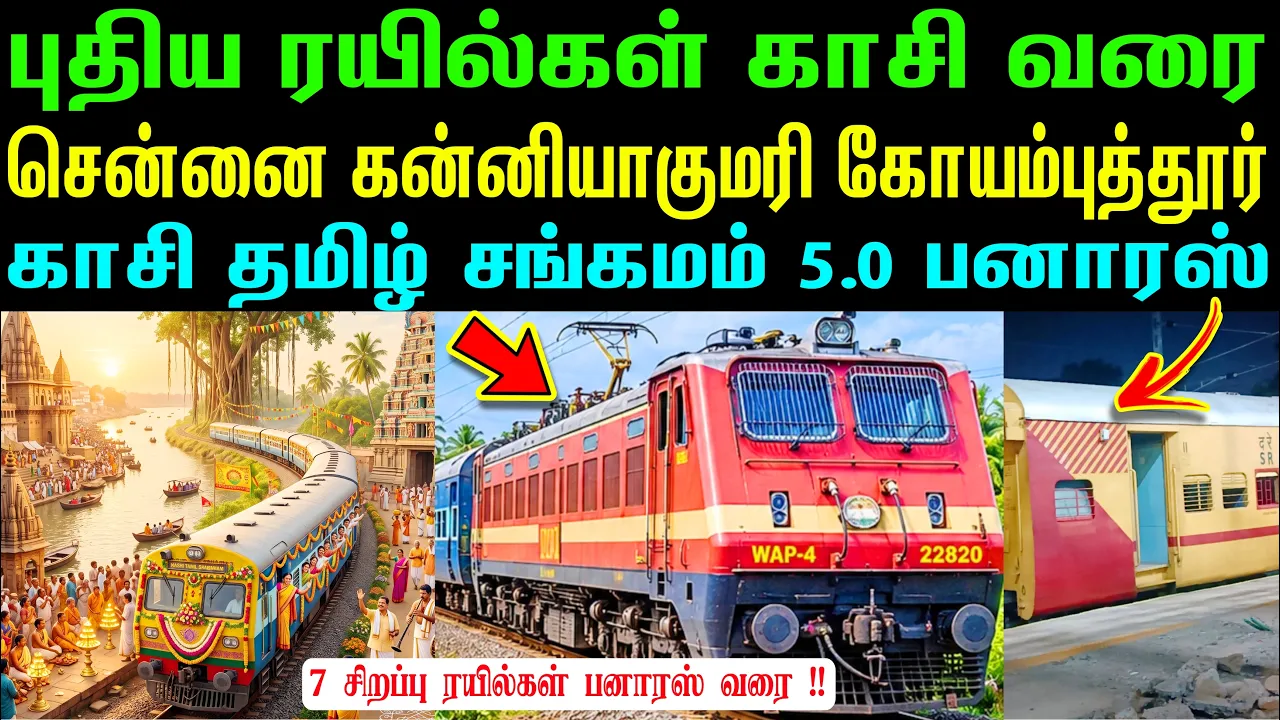 புதிய ரயில்கள் காசி வரை
சென்னை கன்னியாகுமரி கோயம்புத்தூர்
காசி தமிழ் சங்கமம் 5.0 பனாரஸ்
WAP-4 22820
SR
7 சிறப்பு ரயில்கள் பனாரஸ் வரை !!